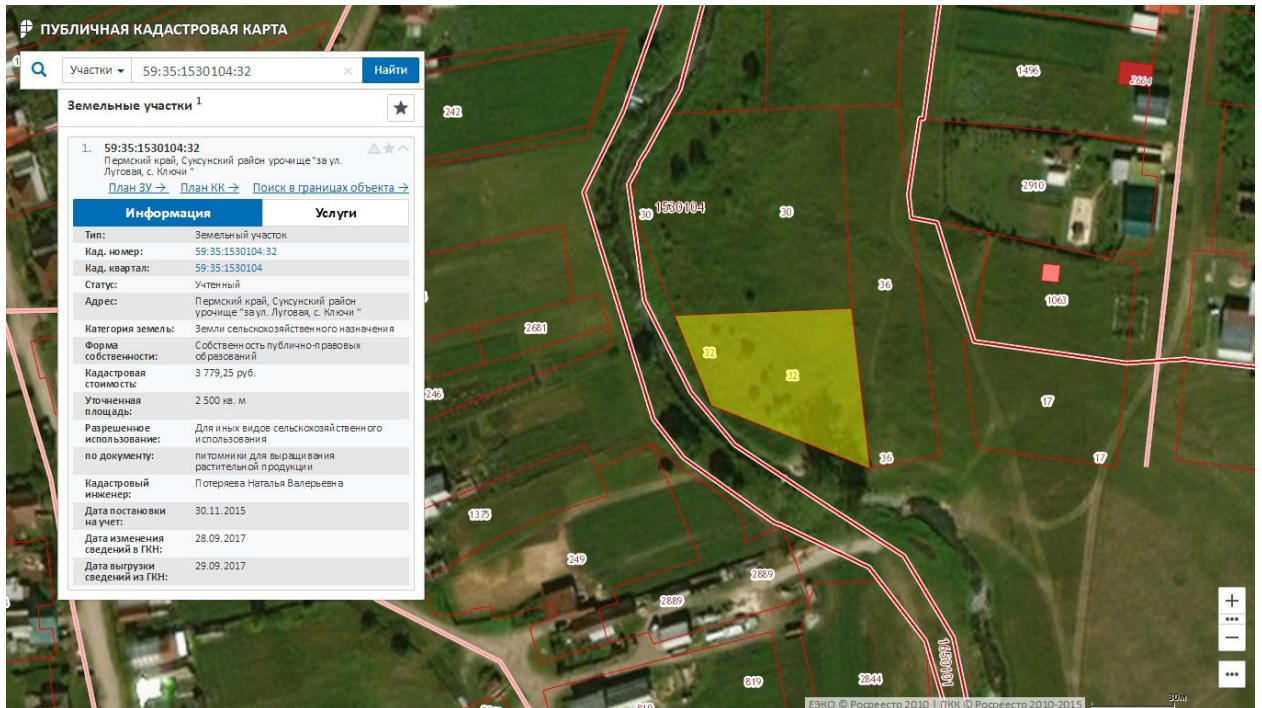 ПУБЛИЧНАЯ КАДАСТРОВАЯ КАРТА
Участки 59:35:1530104:32 × Найти
Земельные участки 1
1. 59:35:1530104:32
Пермский край, Суксунский район урочище "за ул.
Луговая, с. Ключи "
План ЗУ → План КК → Поиск в границах объекта →
Информация Услуги
Тип: Земельный участок
Кад. номер: 59:35:1530104:32
Кад. квартал: 59:35:1530104
Статус: Учтенный
Адрес: Пермский край, Суксунский район
урочище "за ул. Луговая, с. Ключи "
Категория земель: Земли сельскохозяйственного назначения
Форма Собственность публично-правовых
собственности: образований
Кадастровая 3 779,25 руб.
стоимость:
Уточненная 2 500 кв. м
площадь:
Разрешенное Для иных видов сельскохозяйственного
использование: использования
по документу: питомники для выращивания
растительной продукции
Кадастровый Потеряева Наталья Валерьевна
инженер:
Дата постановки 30.11.2015
на учет:
Дата изменения 28.09.2017
сведений в ГКН:
Дата выгрузки 29.09.2017
сведений из ГКН:
242
1496
2664
2910
30
1530104
30
36
1063
2681
32
32
246
17
36
17
1375
249
2889
2889
819
2844
1650101
819
+
−
30м
ЕЭКО © Росреестр 2010 | ПКК © Росреестр 2010-2015